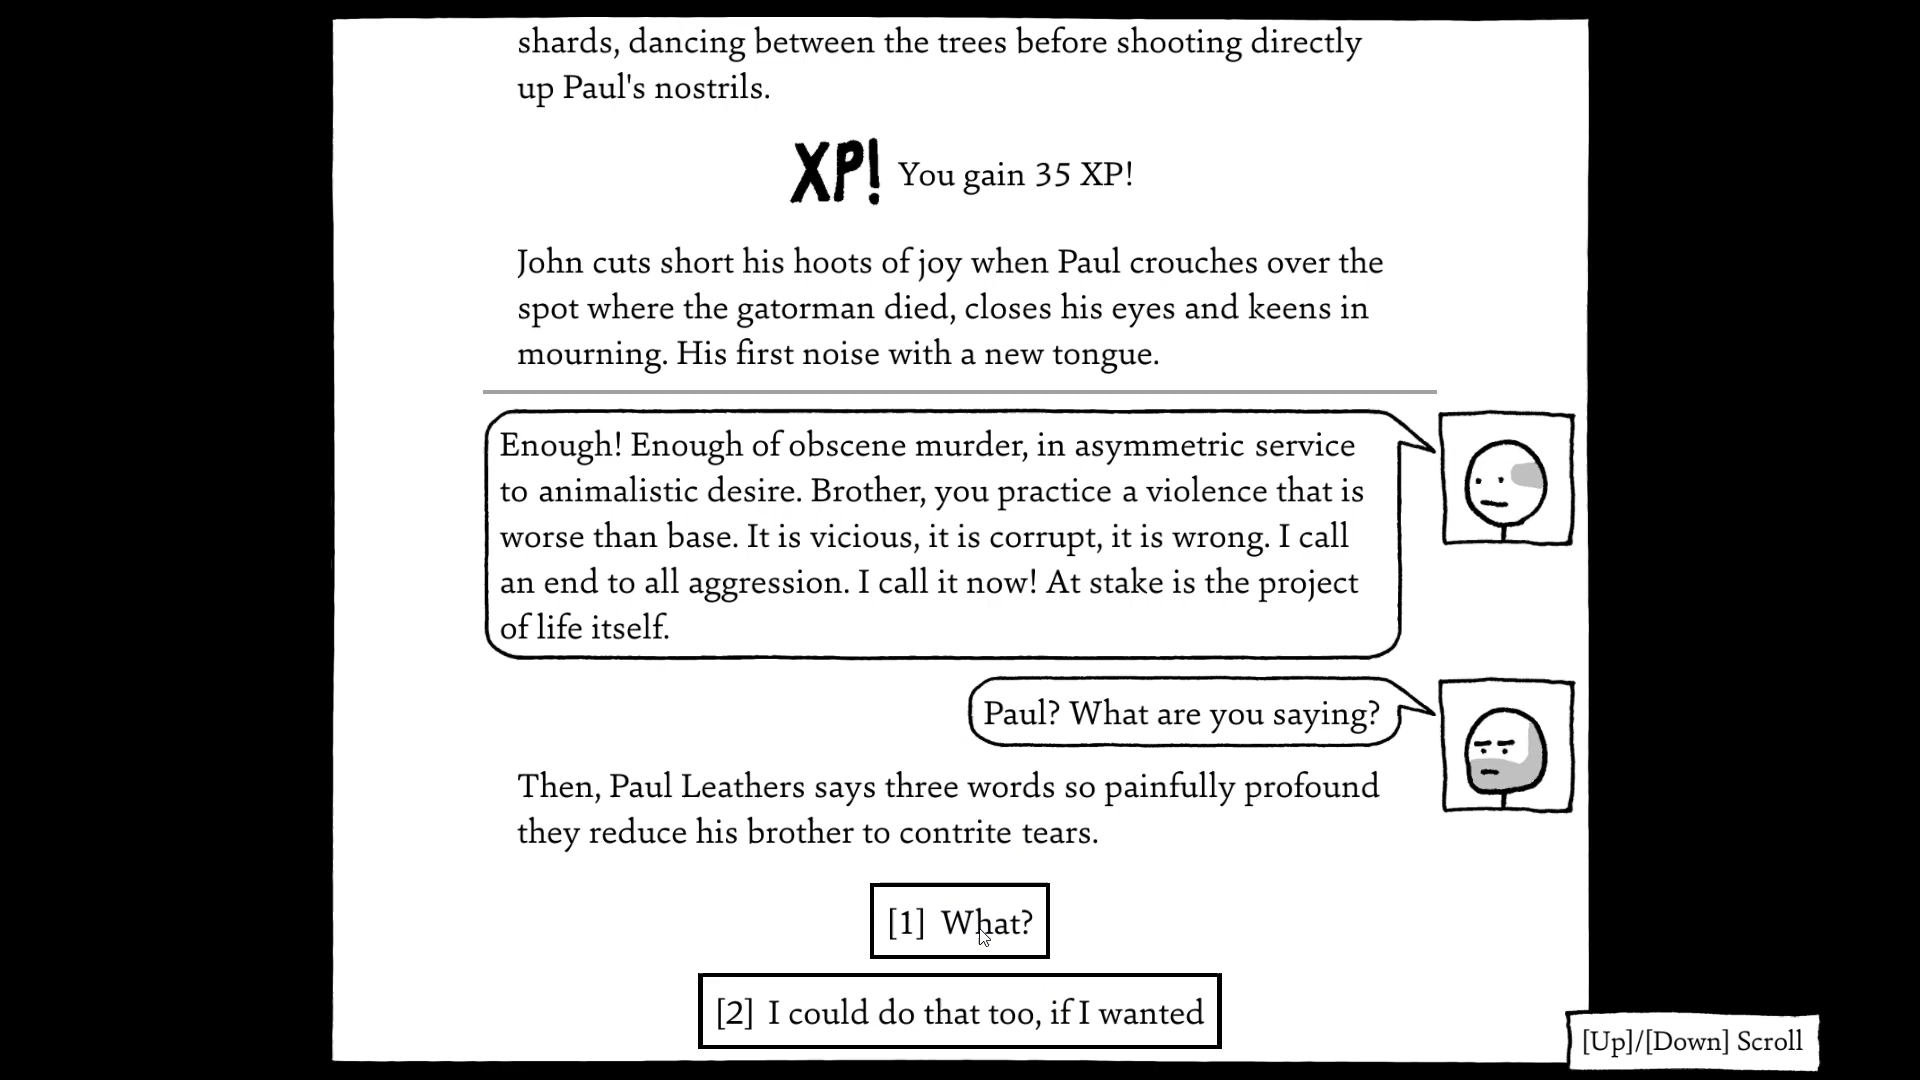 shards, dancing between the trees before shooting directly
up Paul's nostrils.
XP! You gain 35 XP!
John cuts short his hoots of joy when Paul crouches over the
spot where the gatorman died, closes his eyes and keens in
mourning. His first noise with a new tongue.
Enough! Enough of obscene murder, in asymmetric service
to animalistic desire. Brother, you practice a violence that is
worse than base. It is vicious, it is corrupt, it is wrong. I call
an end to all aggression. I call it now! At stake is the project
of life itself.
Paul? What are you saying?
Then, Paul Leathers says three words so painfully profound
they reduce his brother to contrite tears.
[1] What?
[2] I could do that too, if I wanted
[Up]/[Down] Scroll